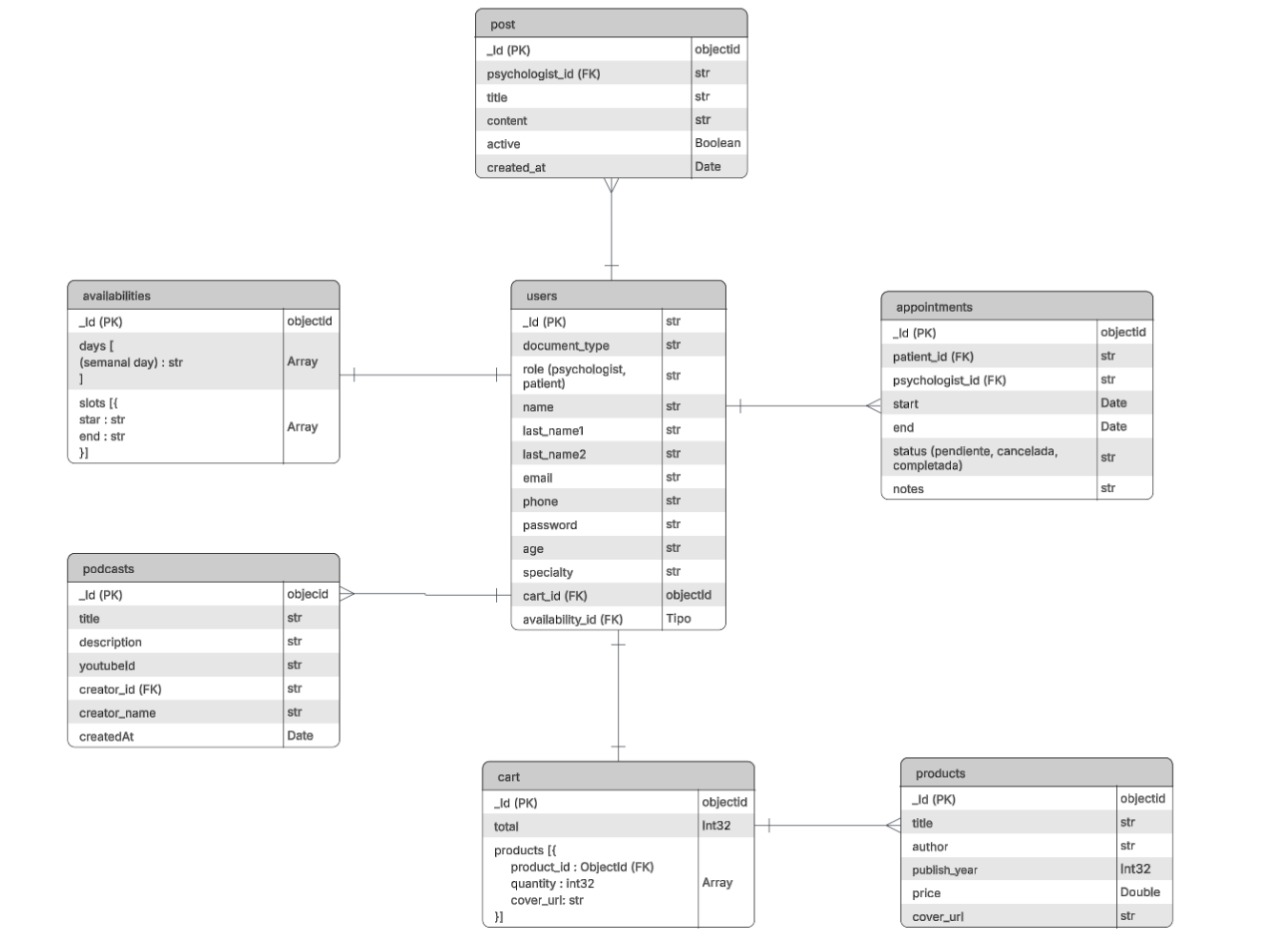 post
_Id (PK) objectid
psychologist_id (FK) str
title str
content str
active Boolean
created_at Date
availabilities
_Id (PK) objectid
days [
(semanal day) : str
]
Array
slots [{
star : str
end : str
}]
Array
users
_Id (PK) str
document_type str
role (psychologist,
patient)
str
name str
last_name1 str
last_name2 str
email str
phone str
password str
age str
specialty str
cart_id (FK) objectId
availability_id (FK) Tipo
appointments
_Id (PK) objectid
patient_id (FK) str
psychologist_id (FK) str
start Date
end Date
status (pendiente, cancelada,
completada)
str
notes str
podcasts
_Id (PK) objecid
title str
description str
youtubeId str
creator_id (FK) str
creator_name str
createdAt Date
cart
_Id (PK) objectid
total Int32
products [{
product_id : ObjectId (FK)
quantity : int32
cover_url: str
}]
Array
products
_Id (PK) objectid
title str
author str
publish_year Int32
price Double
cover_url str